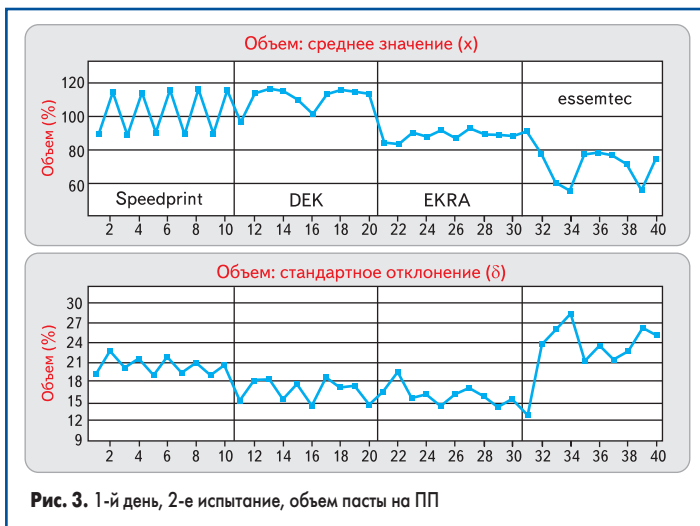 Объем: среднее значение (x)
Объем (%)
120
100
80
60
essemtec
Speedprint DEK EKRA
2 4 6 8 10 12 14 16 18 20 22 24 26 28 30 32 34 36 38 40
Объем: стандартное отклонение (δ)
Объем (%)
30
27
24
21
18
15
12
9
2 4 6 8 10 12 14 16 18 20 22 24 26 28 30 32 34 36 38 40
Рис. 3. 1-й день, 2-е испытание, объем пасты на ПП